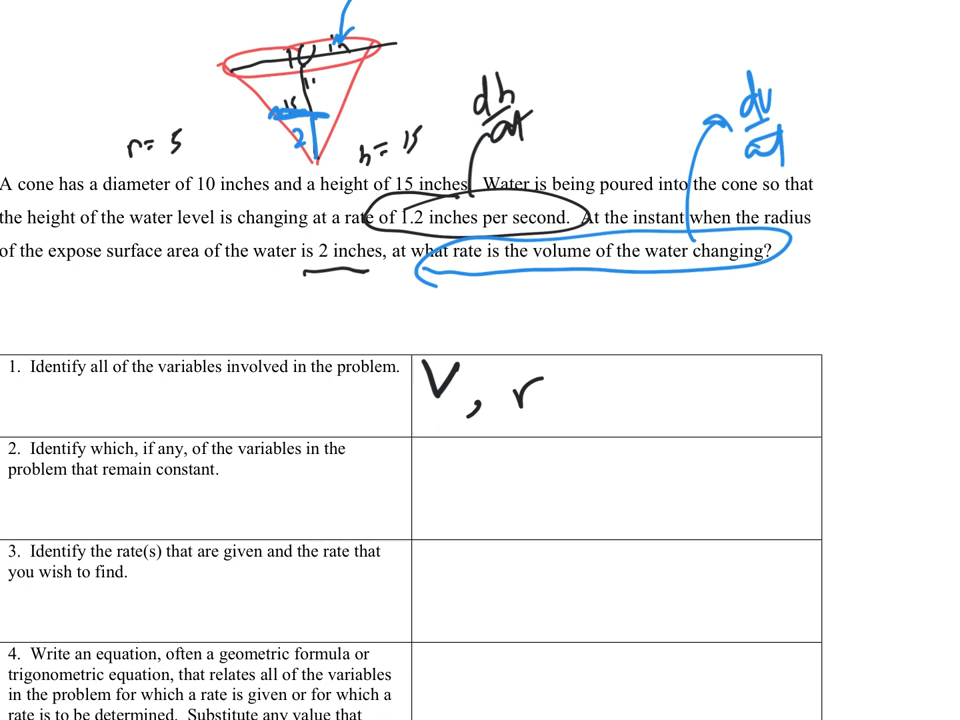 10 in
15
2
r = 5
h = 15
dh/dt
dv/dt
A cone has a diameter of 10 inches and a height of 15 inches. Water is being poured into the cone so that
the height of the water level is changing at a rate of 1.2 inches per second. At the instant when the radius
of the expose surface area of the water is 2 inches, at what rate is the volume of the water changing?
1. Identify all of the variables involved in the problem.
V, r
2. Identify which, if any, of the variables in the
problem that remain constant.
3. Identify the rate(s) that are given and the rate that
you wish to find.
4. Write an equation, often a geometric formula or
trigonometric equation, that relates all of the variables
in the problem for which a rate is given or for which a
rate is to be determined. Substitute any value that